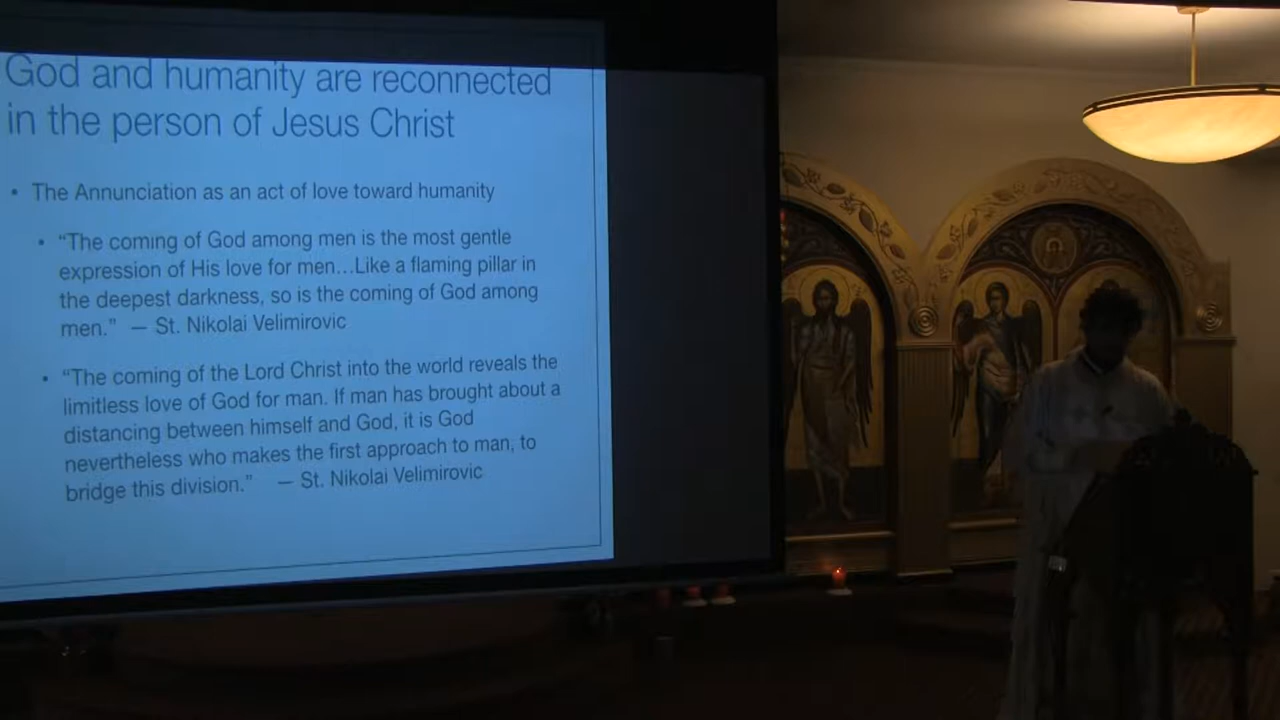 God and humanity are reconnected
in the person of Jesus Christ
• The Annunciation as an act of love toward humanity
• “The coming of God among men is the most gentle
expression of His love for men…Like a flaming pillar in
the deepest darkness, so is the coming of God among
men.” — St. Nikolai Velimirovic
• “The coming of the Lord Christ into the world reveals the
limitless love of God for man. If man has brought about a
distancing between himself and God, it is God
nevertheless who makes the first approach to man, to
bridge this division.” — St. Nikolai Velimirovic